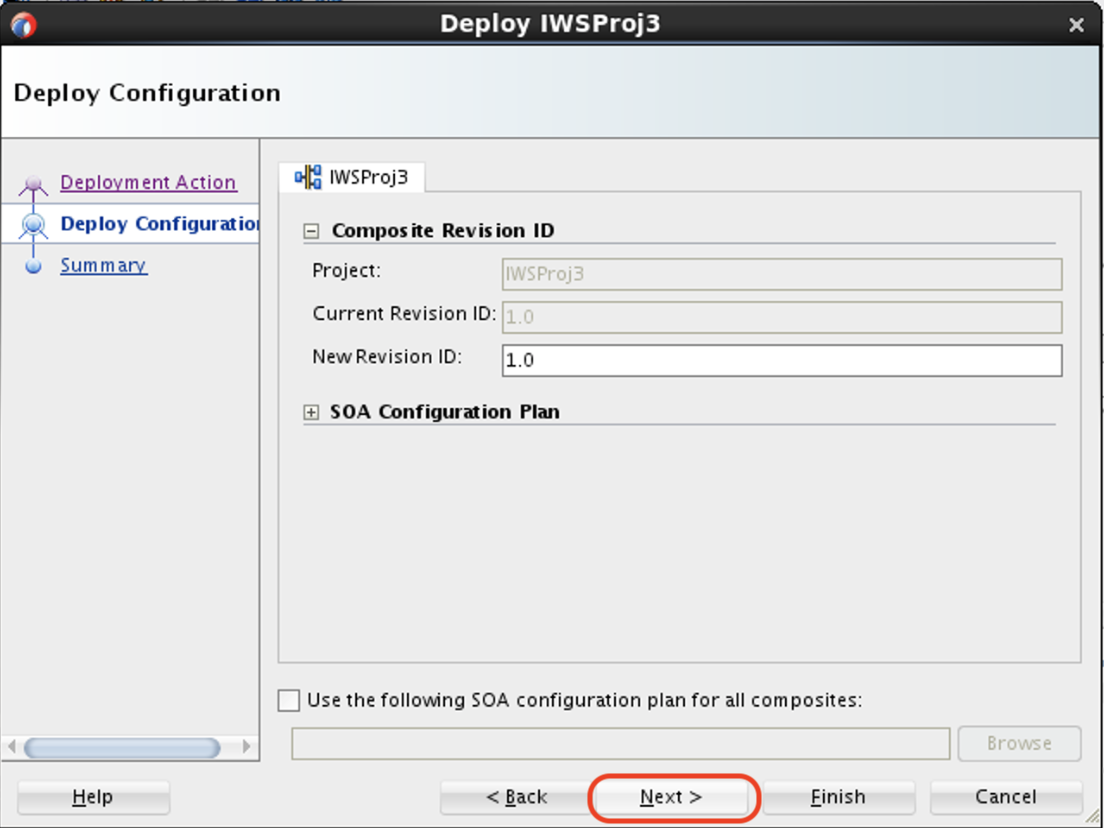 Deploy IWSProj3
Deploy Configuration
Deployment Action
Deploy Configuratio
Summary
IWSProj3
Composite Revision ID
Project: IWSProj3
Current Revision ID: 1.0
New Revision ID: 1.0
SOA Configuration Plan
Use the following SOA configuration plan for all composites:
Browse
Help < Back Next > Finish Cancel